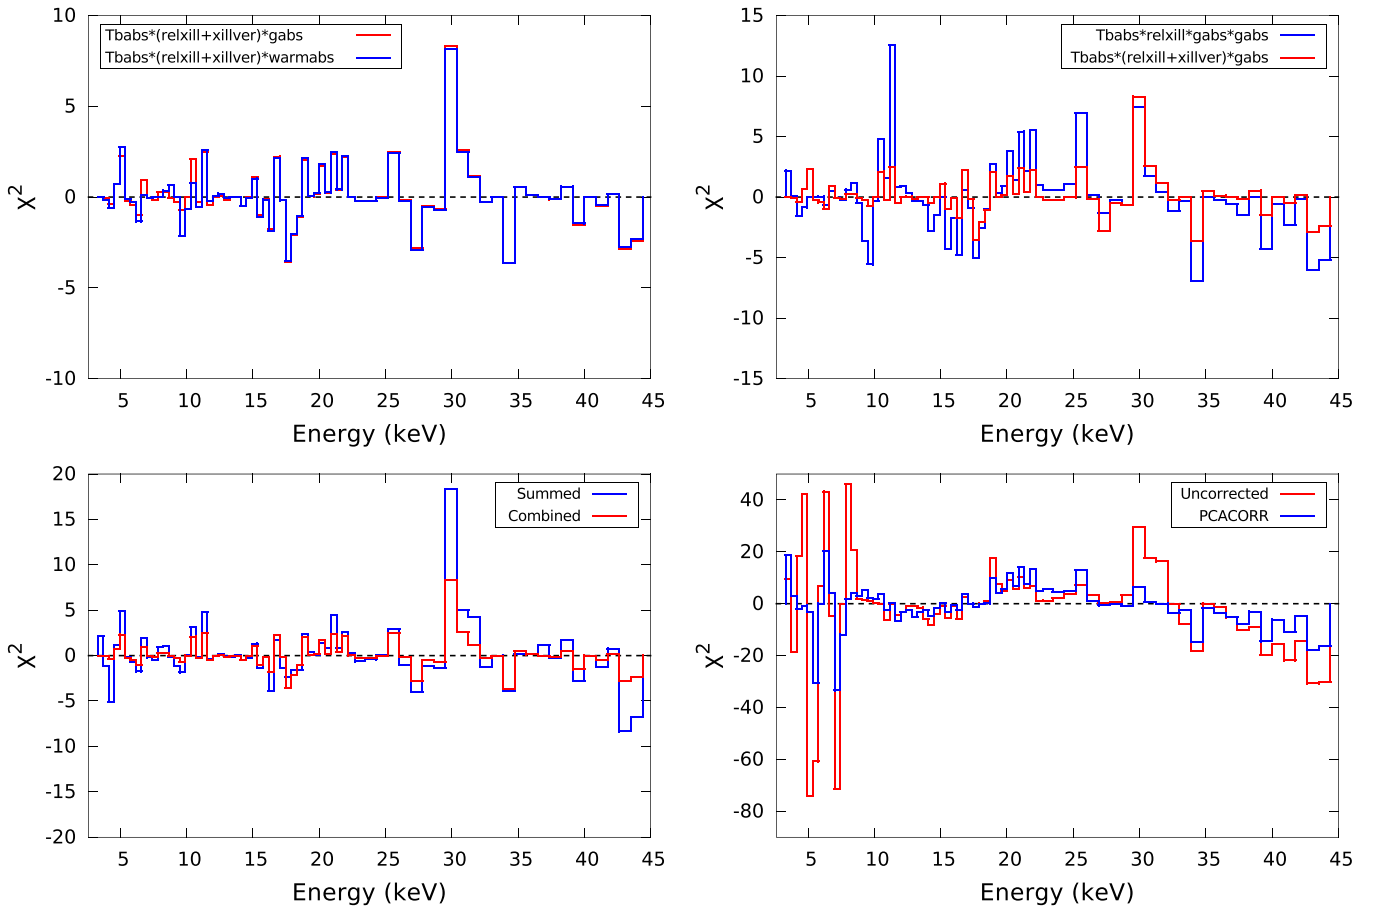 10
5
0
-5
-10
χ2
Tbabs*(relxill+xillver)*gabs
Tbabs*(relxill+xillver)*warmabs
5 10 15 20 25 30 35 40 45
Energy (keV)
15
10
5
0
-5
-10
-15
χ2
Tbabs*relxill*gabs*gabs
Tbabs*(relxill+xillver)*gabs
5 10 15 20 25 30 35 40 45
Energy (keV)
20
15
10
5
0
-5
-10
-15
-20
χ2
Summed
Combined
5 10 15 20 25 30 35 40 45
Energy (keV)
40
20
0
-20
-40
-60
-80
χ2
Uncorrected
PCACORR
5 10 15 20 25 30 35 40 45
Energy (keV)